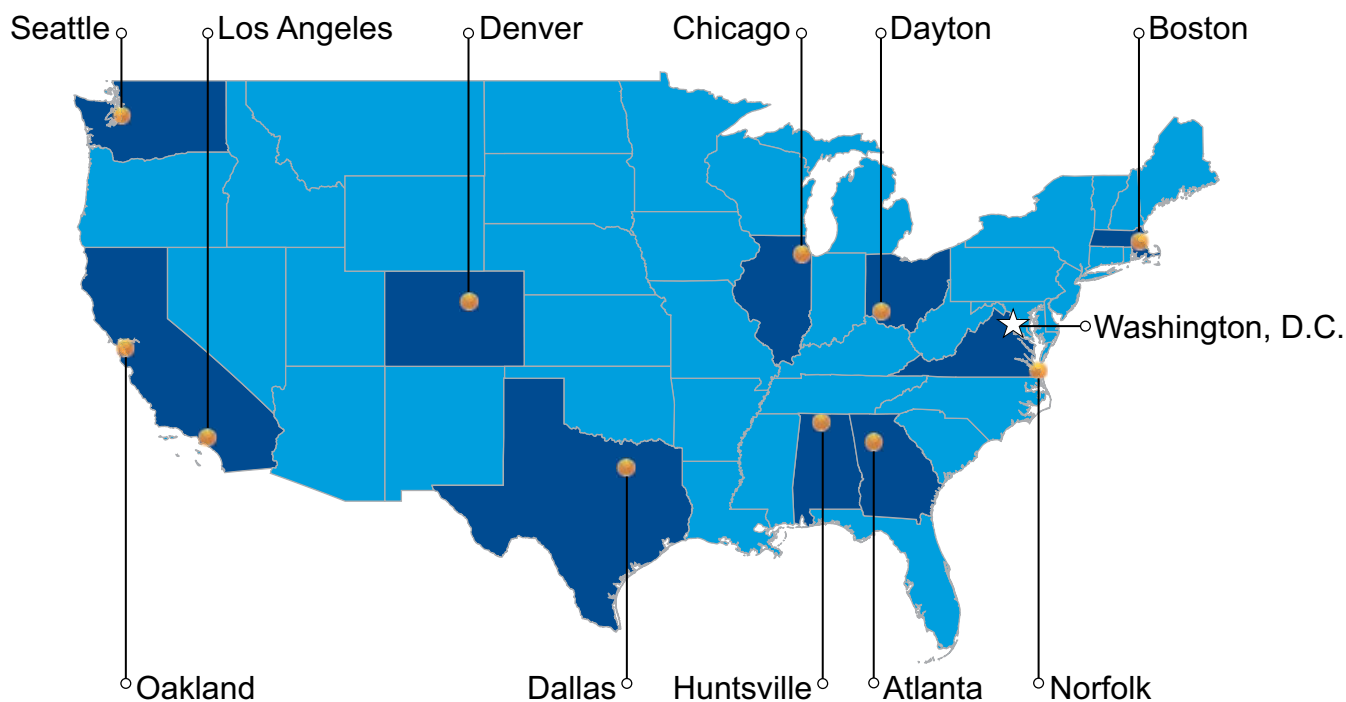 Seattle
Los Angeles
Denver
Chicago
Dayton
Boston
Washington, D.C.
Oakland
Dallas
Huntsville
Atlanta
Norfolk